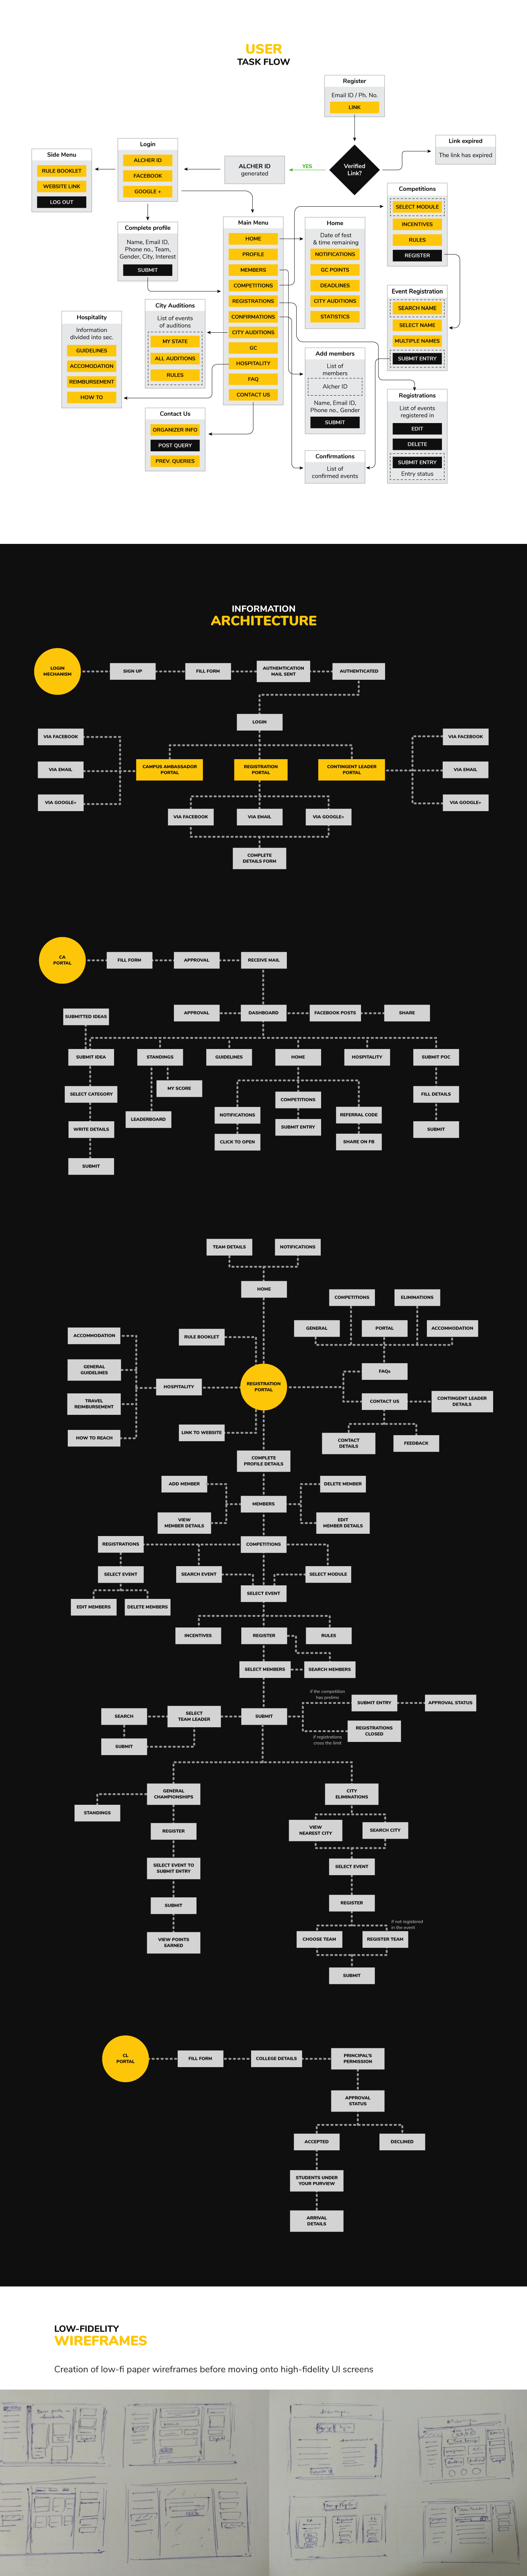 USER
TASK FLOW
Register
Email ID / Ph. No.
LINK
Verified
Link?
YES
ALCHER ID
generated
Link expired
The link has expired
Login
ALCHER ID
FACEBOOK
GOOGLE +
Side Menu
RULE BOOKLET
WEBSITE LINK
LOG OUT
Complete profile
Name, Email ID,
Phone no., Team,
Gender, City, Interest
SUBMIT
Main Menu
HOME
PROFILE
MEMBERS
COMPETITIONS
REGISTRATIONS
CONFIRMATIONS
CITY AUDITIONS
GC
HOSPITALITY
FAQ
CONTACT US
Home
Date of fest
& time remaining
NOTIFICATIONS
GC POINTS
DEADLINES
CITY AUDITIONS
STATISTICS
Competitions
SELECT MODULE
INCENTIVES
RULES
REGISTER
Event Registration
SEARCH NAME
SELECT NAME
MULTIPLE NAMES
SUBMIT ENTRY
City Auditions
List of events
of auditions
MY STATE
ALL AUDITIONS
RULES
Hospitality
Information
divided into sec.
GUIDELINES
ACCOMODATION
REIMBURSEMENT
HOW TO
Add members
List of
members
Alcher ID
Name, Email ID,
Phone no., Gender
SUBMIT
Registrations
List of events
registered in
EDIT
DELETE
SUBMIT ENTRY
Entry status
Contact Us
ORGANIZER INFO
POST QUERY
PREV. QUERIES
Confirmations
List of
confirmed events
INFORMATION
ARCHITECTURE
LOGIN
MECHANISM
SIGN UP
FILL FORM
AUTHENTICATION
MAIL SENT
AUTHENTICATED
LOGIN
VIA FACEBOOK
VIA EMAIL
VIA GOOGLE+
CAMPUS AMBASSADOR
PORTAL
REGISTRATION
PORTAL
CONTINGENT LEADER
PORTAL
VIA FACEBOOK
VIA EMAIL
VIA GOOGLE+
VIA FACEBOOK
VIA EMAIL
VIA GOOGLE+
COMPLETE
DETAILS FORM
CA
PORTAL
FILL FORM
APPROVAL
RECEIVE MAIL
SUBMITTED IDEAS
APPROVAL
DASHBOARD
FACEBOOK POSTS
SHARE
SUBMIT IDEA
STANDINGS
GUIDELINES
HOME
HOSPITALITY
SUBMIT POC
SELECT CATEGORY
MY SCORE
COMPETITIONS
FILL DETAILS
LEADERBOARD
NOTIFICATIONS
REFERRAL CODE
WRITE DETAILS
SUBMIT ENTRY
SUBMIT
CLICK TO OPEN
SHARE ON FB
SUBMIT
TEAM DETAILS
NOTIFICATIONS
HOME
COMPETITIONS
ELIMINATIONS
GENERAL
PORTAL
ACCOMMODATION
ACCOMMODATION
RULE BOOKLET
GENERAL
GUIDELINES
FAQs
HOSPITALITY
REGISTRATION
PORTAL
TRAVEL
REIMBURSEMENT
CONTACT US
CONTINGENT LEADER
DETAILS
HOW TO REACH
LINK TO WEBSITE
CONTACT
DETAILS
FEEDBACK
COMPLETE
PROFILE DETAILS
ADD MEMBER
DELETE MEMBER
MEMBERS
VIEW
MEMBER DETAILS
EDIT
MEMBER DETAILS
REGISTRATIONS
COMPETITIONS
SELECT EVENT
SEARCH EVENT
SELECT MODULE
SELECT EVENT
EDIT MEMBERS
DELETE MEMBERS
INCENTIVES
REGISTER
RULES
SELECT MEMBERS
SEARCH MEMBERS
if the competition
has prelims
SUBMIT ENTRY
APPROVAL STATUS
SEARCH
SELECT
TEAM LEADER
SUBMIT
REGISTRATIONS
CLOSED
if registrations
cross the limit
SUBMIT
GENERAL
CHAMPIONSHIPS
CITY
ELIMINATIONS
STANDINGS
REGISTER
VIEW
NEAREST CITY
SEARCH CITY
SELECT EVENT TO
SUBMIT ENTRY
SELECT EVENT
SUBMIT
REGISTER
if not registered
in the event
VIEW POINTS
EARNED
CHOOSE TEAM
REGISTER TEAM
SUBMIT
CL
PORTAL
FILL FORM
COLLEGE DETAILS
PRINCIPAL'S
PERMISSION
APPROVAL
STATUS
ACCEPTED
DECLINED
STUDENTS UNDER
YOUR PURVIEW
ARRIVAL
DETAILS
LOW-FIDELITY
WIREFRAMES
Creation of low-fi paper wireframes before moving onto high-fidelity UI screens